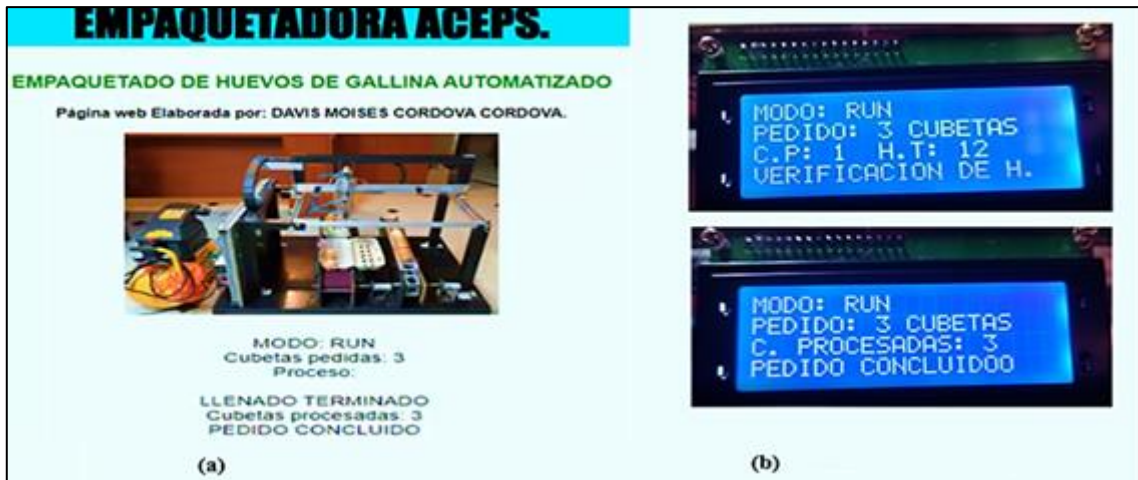 EMPAQUETADORA ACEPS.
EMPAQUETADO DE HUEVOS DE GALLINA AUTOMATIZADO
Página web Elaborada por: DAVIS MOISES CORDOVA CORDOVA.
MODO: RUN
Cubetas pedidas: 3
Proceso:
LLENADO TERMINADO
Cubetas procesadas: 3
PEDIDO CONCLUIDO
(a)
MODO: RUN
PEDIDO: 3 CUBETAS
C.P: 1 H.T: 12
VERIFICACION DE H.
MODO: RUN
PEDIDO: 3 CUBETAS
C. PROCESADAS: 3
PEDIDO CONCLUIDOO
(b)